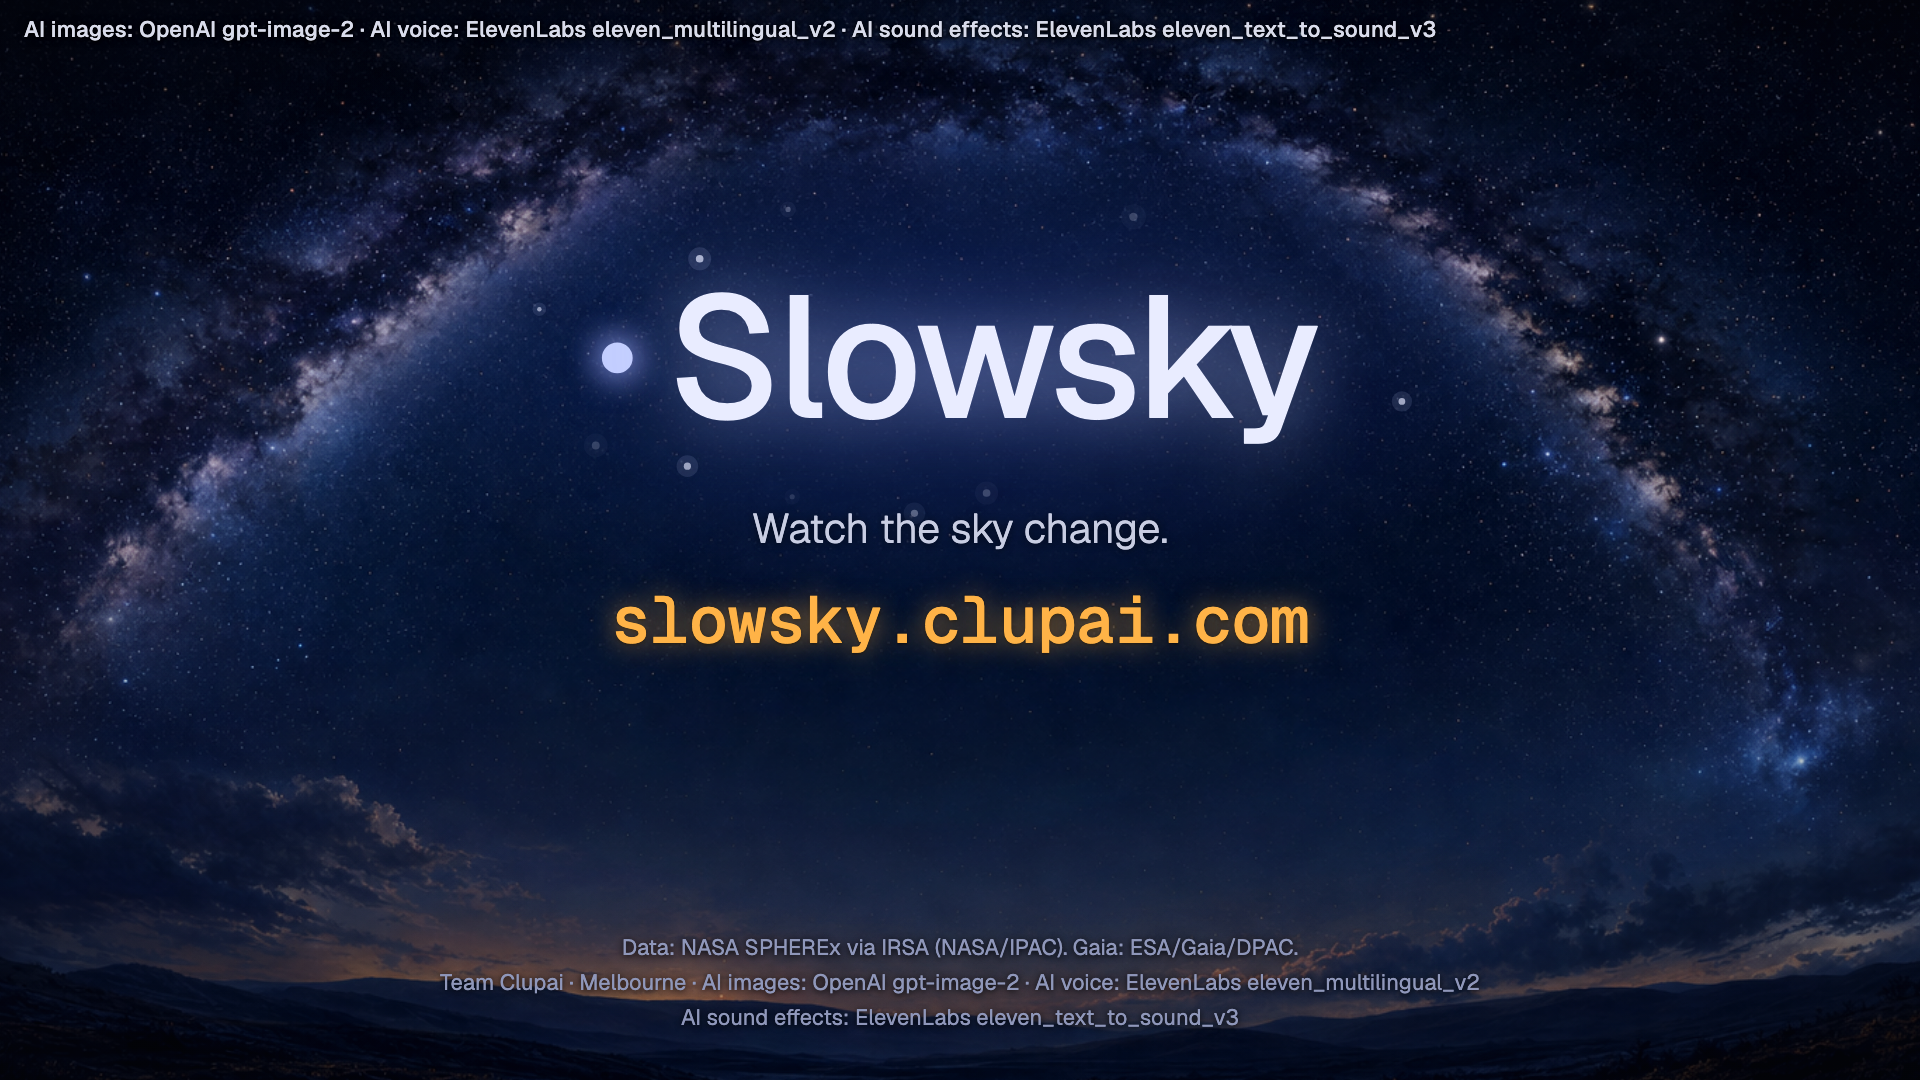 AI images: OpenAI gpt-image-2 · AI voice: ElevenLabs eleven_multilingual_v2 · AI sound effects: ElevenLabs eleven_text_to_sound_v3
Slowsky
Watch the sky change.
slowsky.clupai.com
Data: NASA SPHEREx via IRSA (NASA/IPAC). Gaia: ESA/Gaia/DPAC.
Team Clupai · Melbourne · AI images: OpenAI gpt-image-2 · AI voice: ElevenLabs eleven_multilingual_v2
AI sound effects: ElevenLabs eleven_text_to_sound_v3